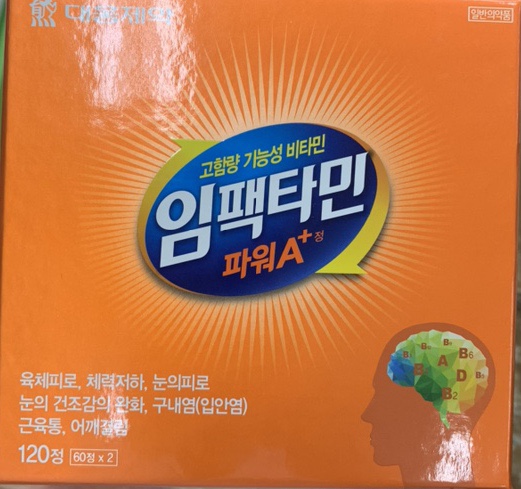 대웅제약
일반의약품
고함량 기능성 비타민
임팩타민
파워A+정
육체피로, 체력저하, 눈의피로
눈의 건조감의 완화, 구내염(입안염)
근육통, 어깨결림
120정 60정 x 2
B₆
A
D
B₂